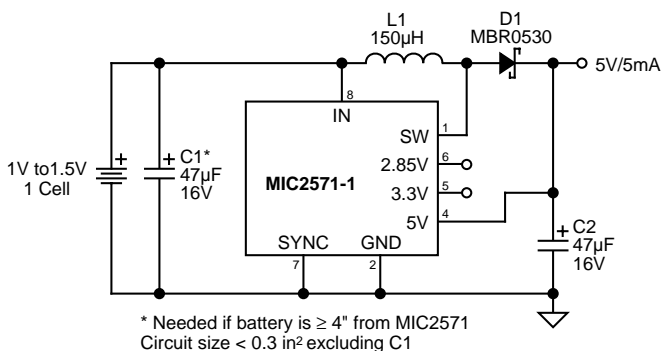 L1
150µH
D1
MBR0530
5V/5mA
8
IN
1
SW
C1*
47µF
16V
1V to1.5V
1 Cell
MIC2571-1
2.85V
6
3.3V
5
5V
4
C2
47µF
16V
SYNC
GND
7
2
* Needed if battery is ≥ 4" from MIC2571
Circuit size < 0.3 in² excluding C1